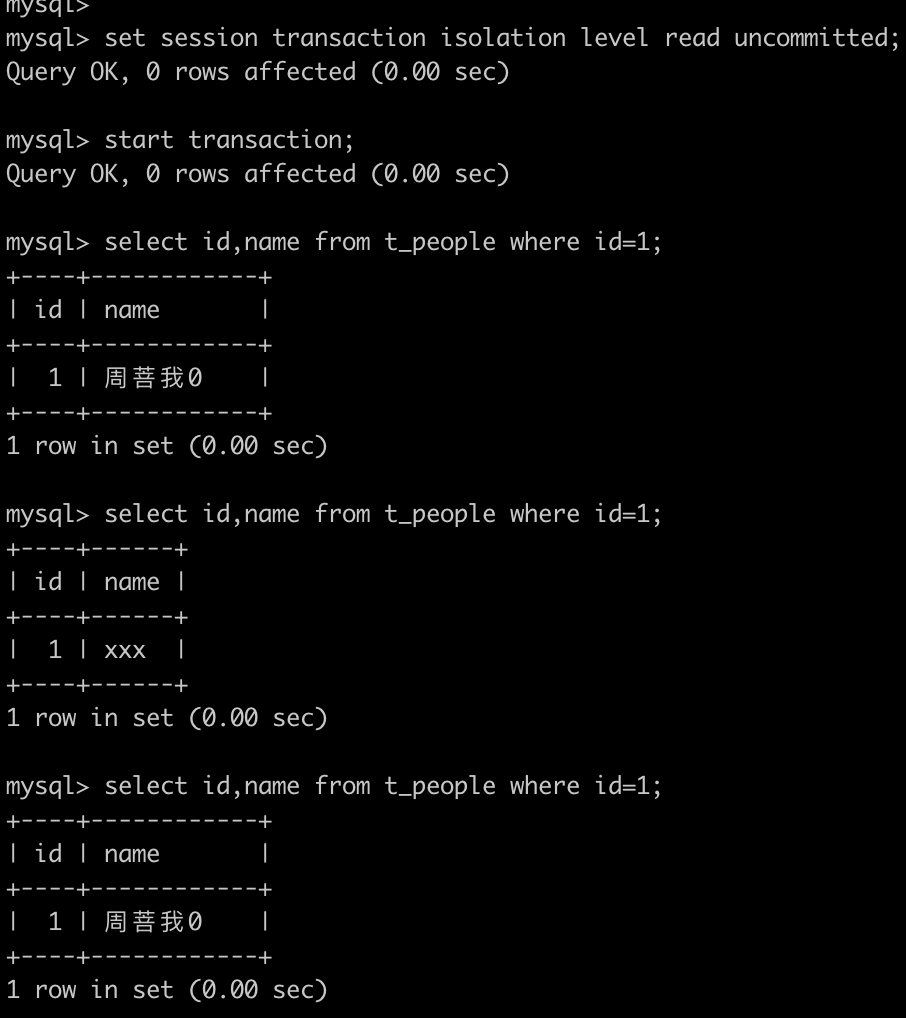 mysql>
mysql> set session transaction isolation level read uncommitted;
Query OK, 0 rows affected (0.00 sec)
mysql> start transaction;
Query OK, 0 rows affected (0.00 sec)
mysql> select id,name from t_people where id=1;
+----+------------+
| id | name       |
+----+------------+
|  1 | 周菩我0    |
+----+------------+
1 row in set (0.00 sec)
mysql> select id,name from t_people where id=1;
+----+------+
| id | name |
+----+------+
|  1 | xxx  |
+----+------+
1 row in set (0.00 sec)
mysql> select id,name from t_people where id=1;
+----+------------+
| id | name       |
+----+------------+
|  1 | 周菩我0    |
+----+------------+
1 row in set (0.00 sec)